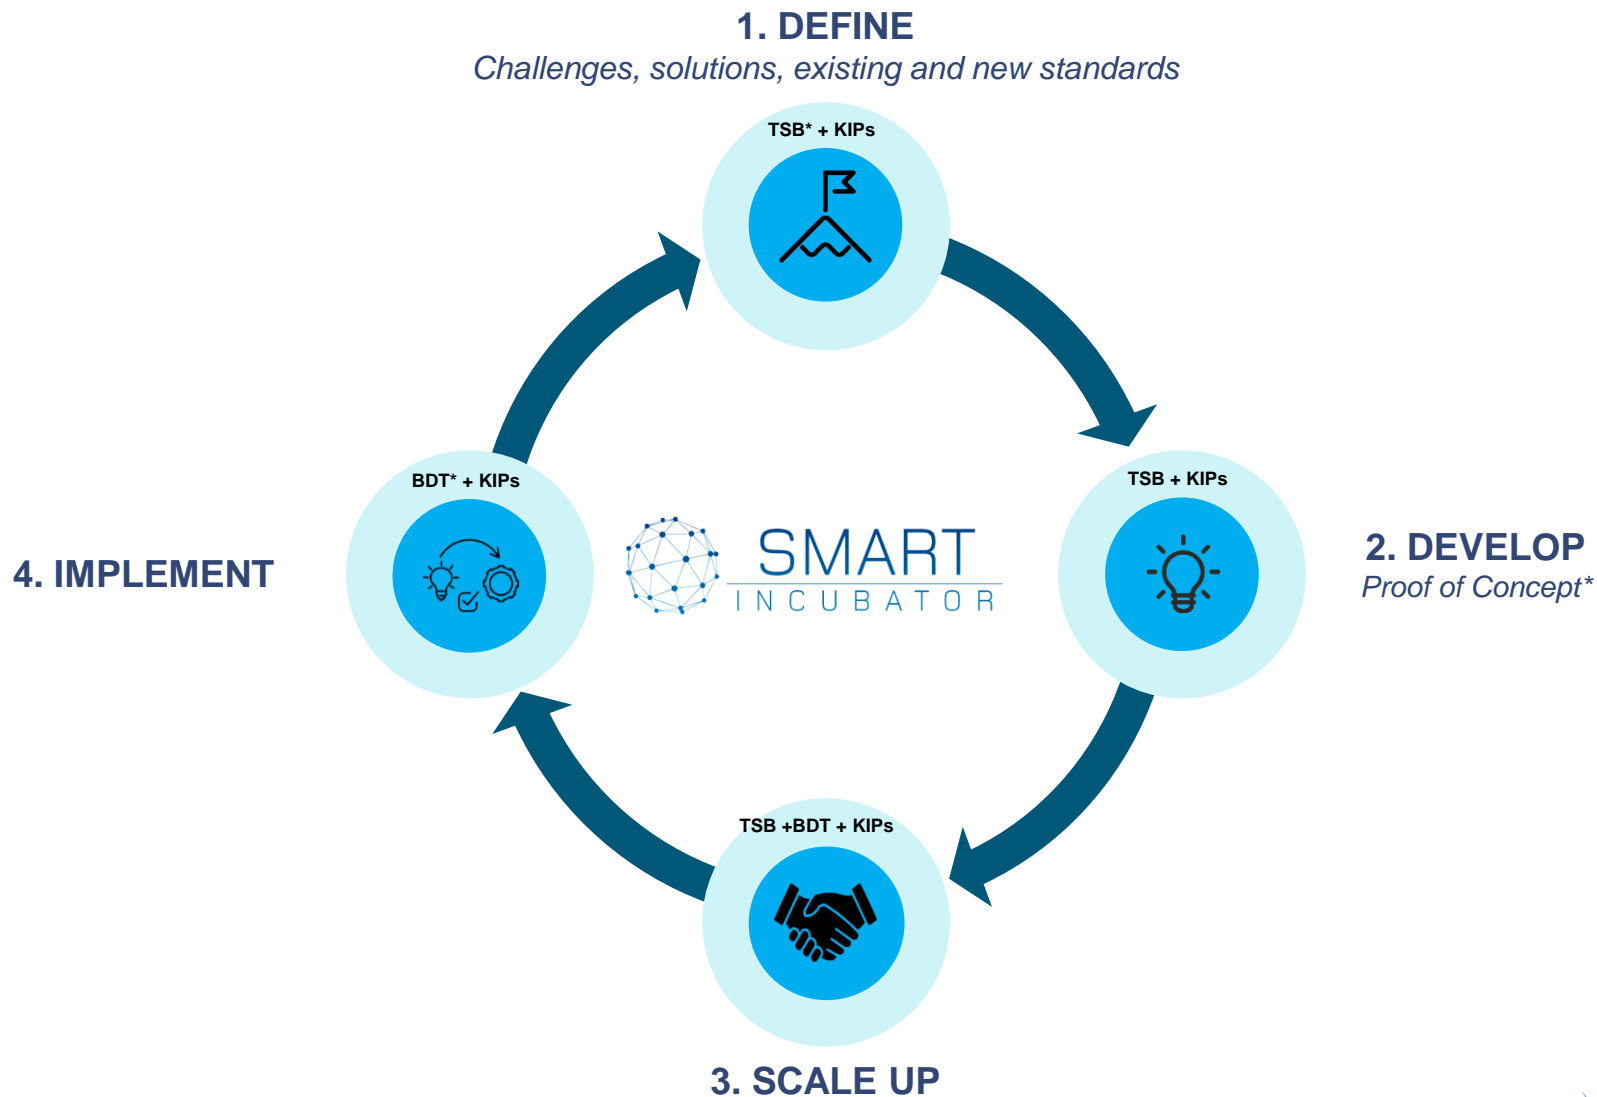 1. DEFINE
Challenges, solutions, existing and new standards
TSB* + KIPs
BDT* + KIPs
TSB + KIPs
SMART
INCUBATOR
4. IMPLEMENT
2. DEVELOP
Proof of Concept*
TSB +BDT + KIPs
3. SCALE UP